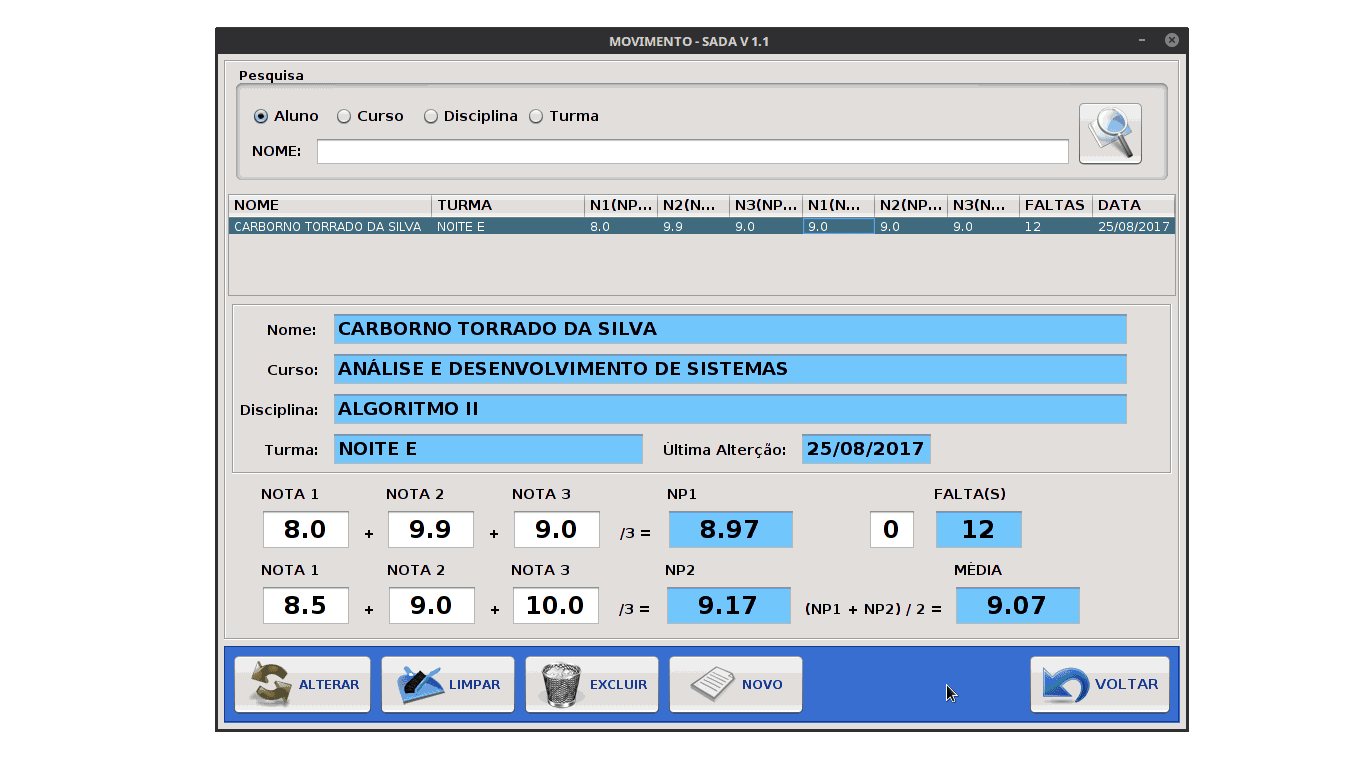 MOVIMENTO - SADA V 1.1
Pesquisa
Aluno Curso Disciplina Turma
NOME:
NOME TURMA N1(NP... N2(N... N3(NP... N1(N... N2(NP... N3(N... FALTAS DATA
CARBORNO TORRADO DA SILVA NOITE E 8.0 9.9 9.0 9.0 9.0 9.0 12 25/08/2017
Nome: CARBORNO TORRADO DA SILVA
Curso: ANÁLISE E DESENVOLVIMENTO DE SISTEMAS
Disciplina: ALGORITMO II
Turma: NOITE E Última Alterção: 25/08/2017
NOTA 1 NOTA 2 NOTA 3 NP1 FALTA(S)
8.0 + 9.9 + 9.0 /3 = 8.97 0 12
NOTA 1 NOTA 2 NOTA 3 NP2 MÉDIA
8.5 + 9.0 + 10.0 /3 = 9.17 (NP1 + NP2) / 2 = 9.07
ALTERAR LIMPAR EXCLUIR NOVO VOLTAR